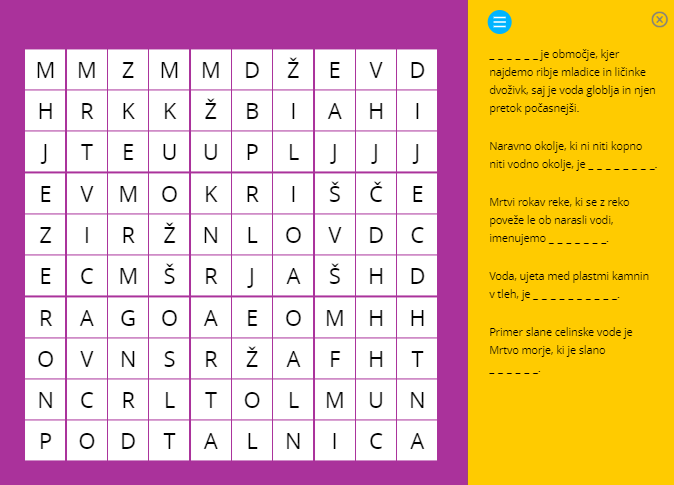 M M Z M M D Ž E V D
H R K K Ž B I A H I
J T E U U P L J J J
E V M O K R I Š Č E
Z I R Ž N L O V D C
E C M Š R J A Š H D
R A G O A E O M H H
O V N S R Ž A F H T
N C R L T O L M U N
P O D T A L N I C A
_ _ _ _ _ _ je območje, kjer
najdemo ribje mladice in ličinke
dvoživk, saj je voda globlja in njen
pretok počasnejši.
Naravno okolje, ki ni niti kopno
niti vodno okolje, je _ _ _ _ _ _ _ _.
Mrtvi rokav reke, ki se z reko
poveže le ob narasli vodi,
imenujemo _ _ _ _ _ _ _.
Voda, ujeta med plastmi kamnin
v tleh, je _ _ _ _ _ _ _ _ _ _.
Primer slane celinske vode je
Mrtvo morje, ki je slano
_ _ _ _ _ _.